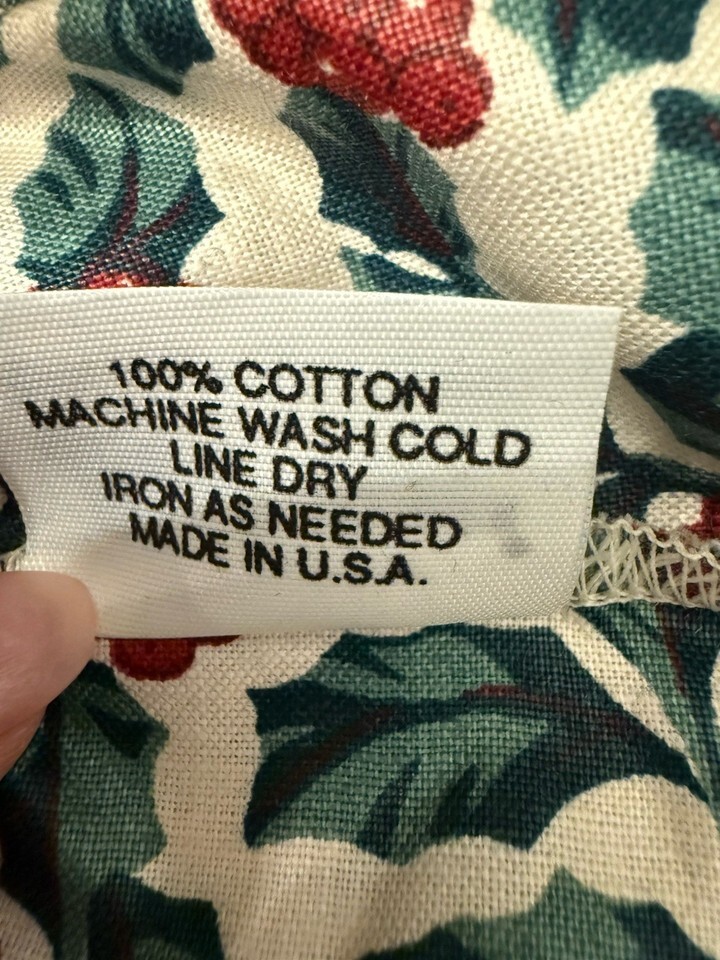 100% COTTON
MACHINE WASH COLD
LINE DRY
IRON AS NEEDED
MADE IN U.S.A.